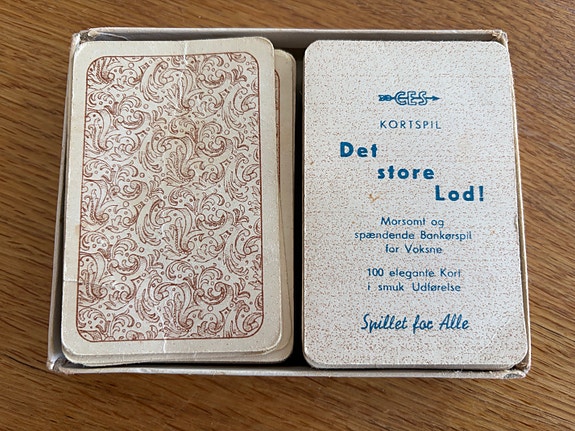 CES
KORTSPIL
Det
store
Lod!
Morsomt og
spændende Bankørspil
for Voksne
100 elegante Kort
i smuk Udførelse
Spillet for Alle